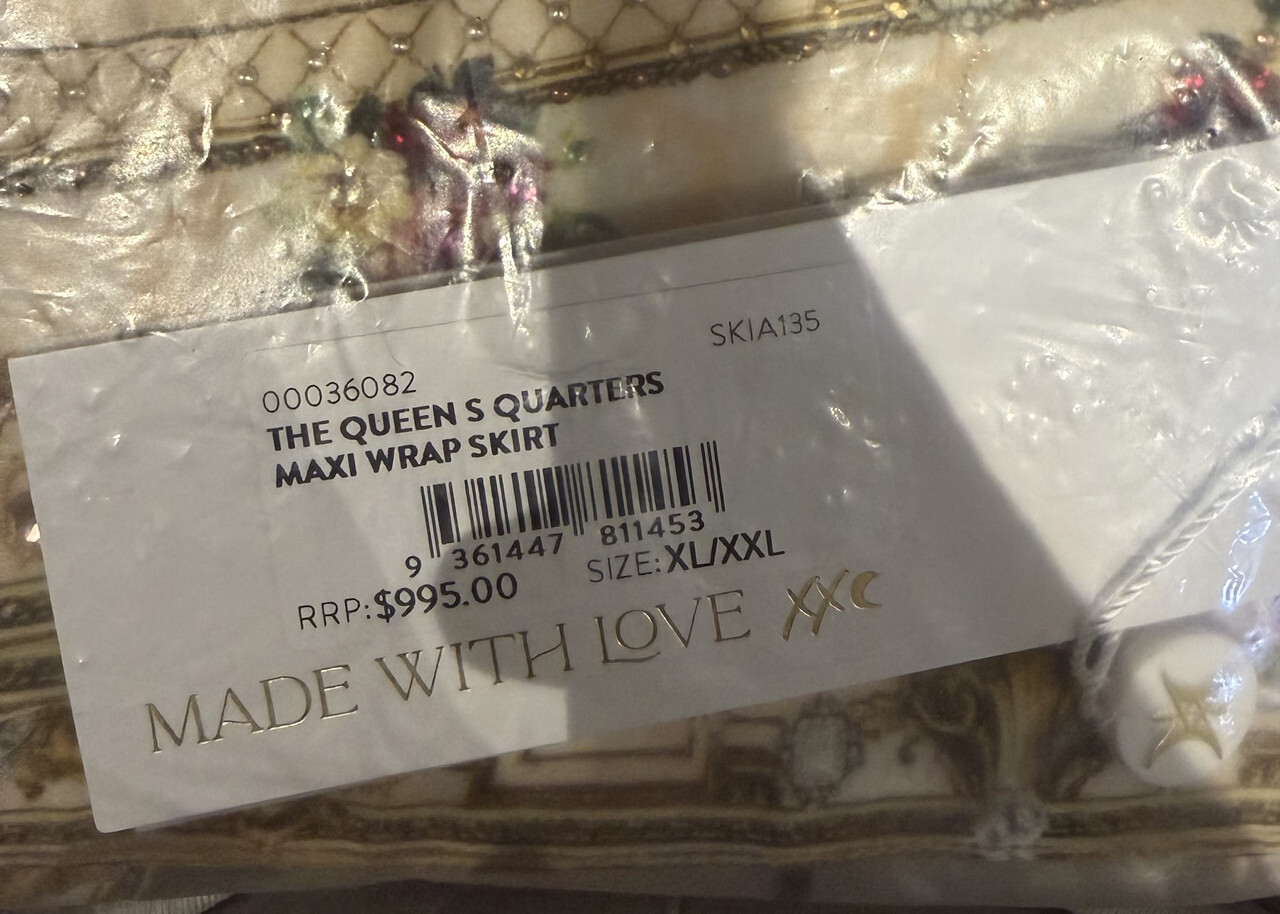 SKIA135
00036082
THE QUEEN S QUARTERS
MAXI WRAP SKIRT
9 361447 811453
RRP:$995.00 SIZE:XL/XXL
MADE WITH LOVE XXC